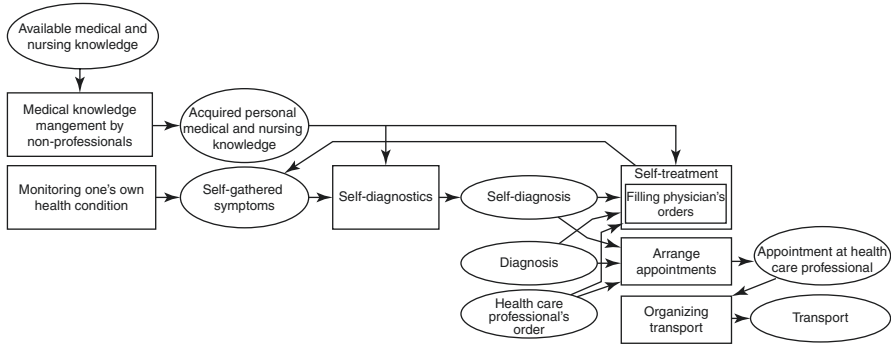 Available medical and
nursing knowledge
Medical knowledge
mangement by
non-professionals
Acquired personal
medical and nursing
knowledge
Monitoring one's own
health condition
Self-gathered
symptoms
Self-diagnostics
Self-diagnosis
Self-treatment
Filling physician's
orders
Diagnosis
Arrange
appointments
Appointment at health
care professional
Health care
professional's
order
Organizing
transport
Transport